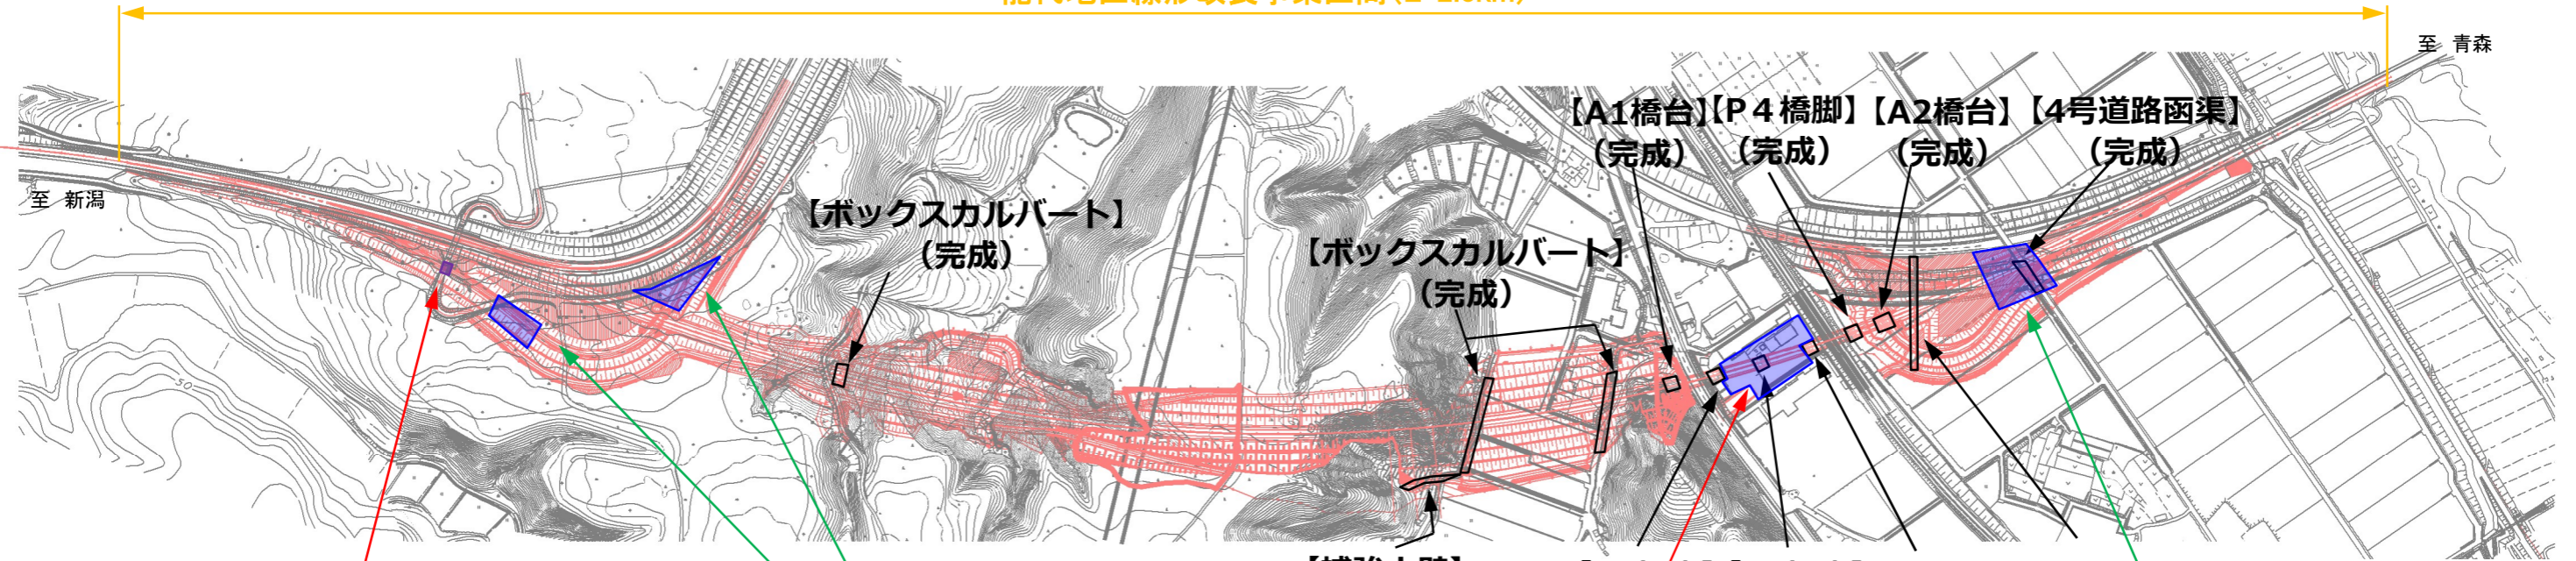 至 青森
【A1橋台】【P4橋脚】【A2橋台】【4号道路函渠】
（完成） （完成） （完成） （完成）
至 新潟
【ボックスカルバート】
（完成）
【ボックスカルバート】
（完成）
50